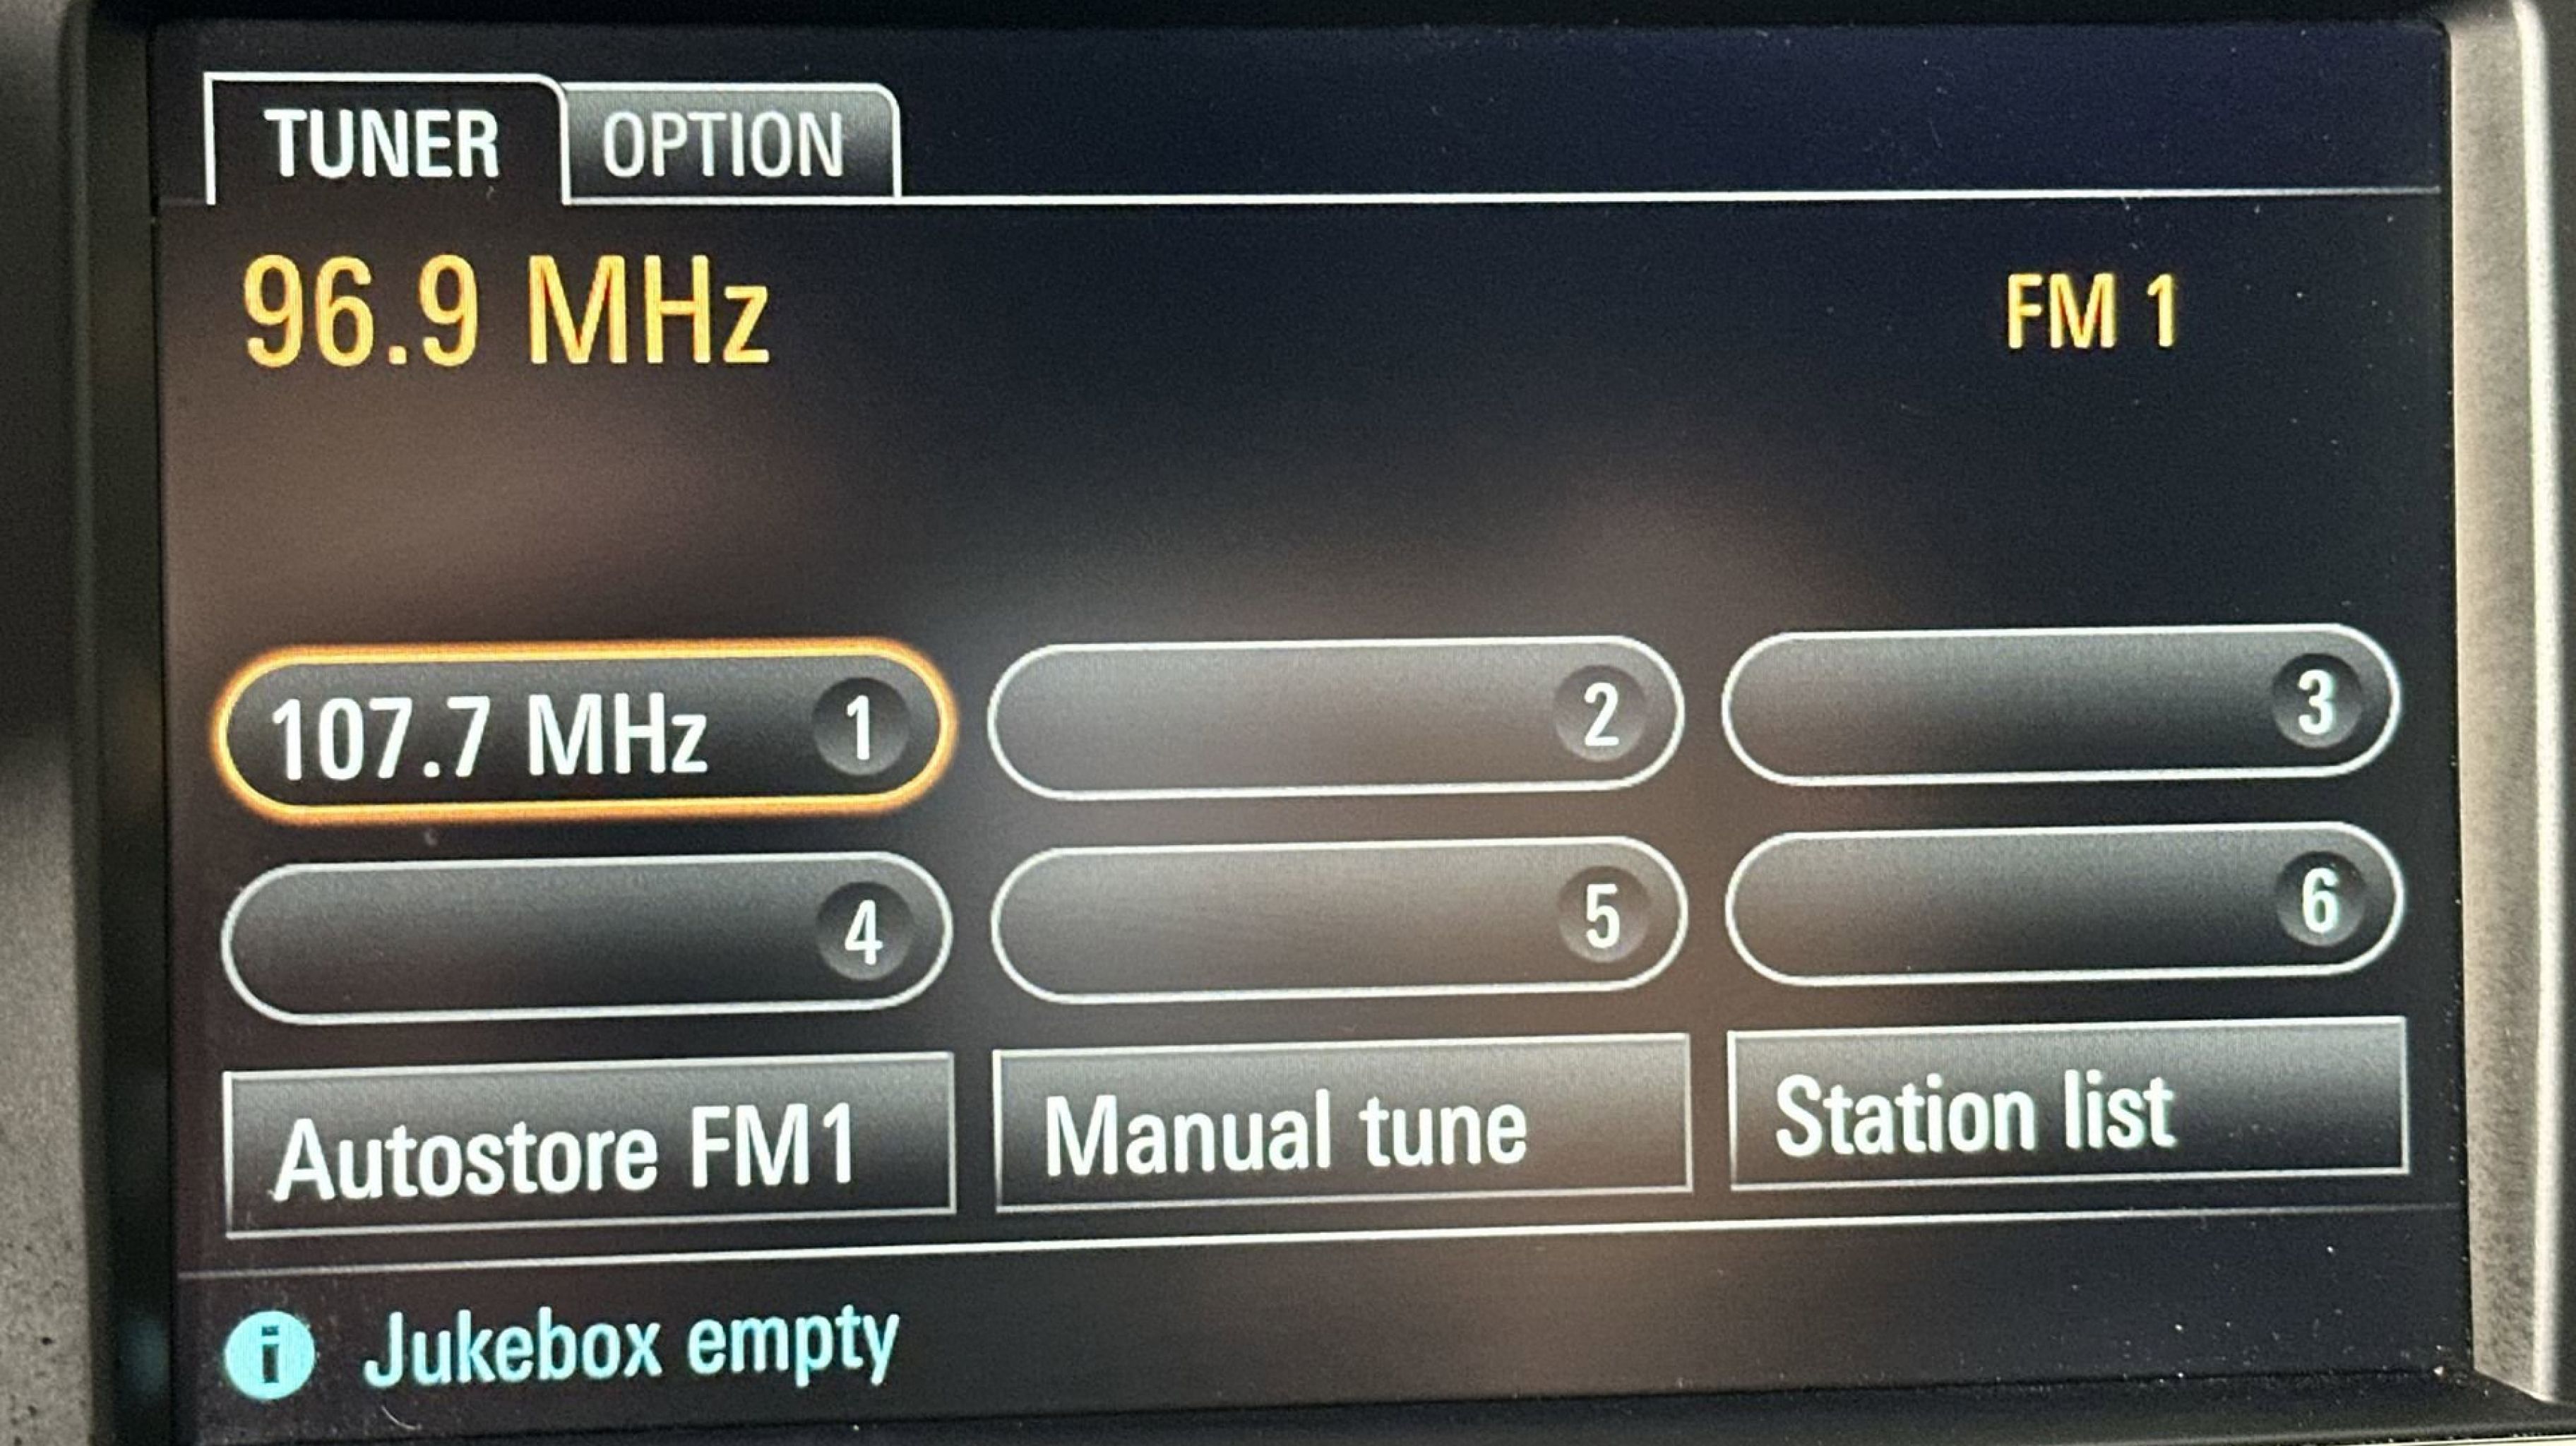 TUNER OPTION
96.9 MHz FM 1
107.7 MHz 1 2 3
4 5 6
Autostore FM1 Manual tune Station list
i Jukebox empty